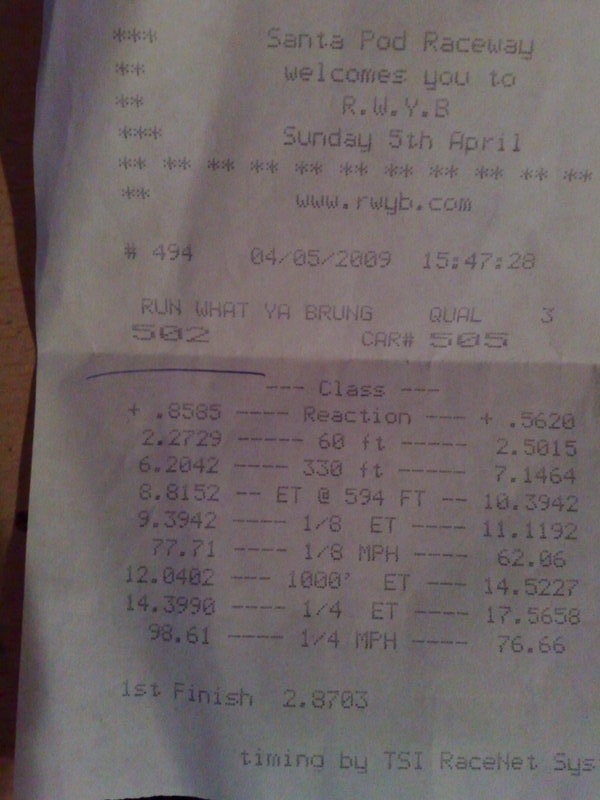 *** Santa Pod Raceway
** welcomes you to
** R.W.Y.B
*** Sunday 5th April
** ** ** ** ** ** ** ** ** ** **
** www.rwyb.com
# 494 04/05/2009 15:47:28
RUN WHAT YA BRUNG QUAL 3
502 CAR# 505
--- Class ---
+ .8585 ---- Reaction --- + .5620
2.2729 ----- 60 ft ---- 2.5015
6.2042 ---- 330 ft ---- 7.1464
8.8152 -- ET @ 594 FT -- 10.3942
9.3942 ---- 1/8 ET ---- 11.1192
77.71 ---- 1/8 MPH ---- 62.06
12.0402 --- 1000' ET --- 14.5227
14.3990 ---- 1/4 ET ---- 17.5658
98.61 ---- 1/4 MPH ---- 76.66
1st Finish 2.8703
timing by TSI RaceNet Sys